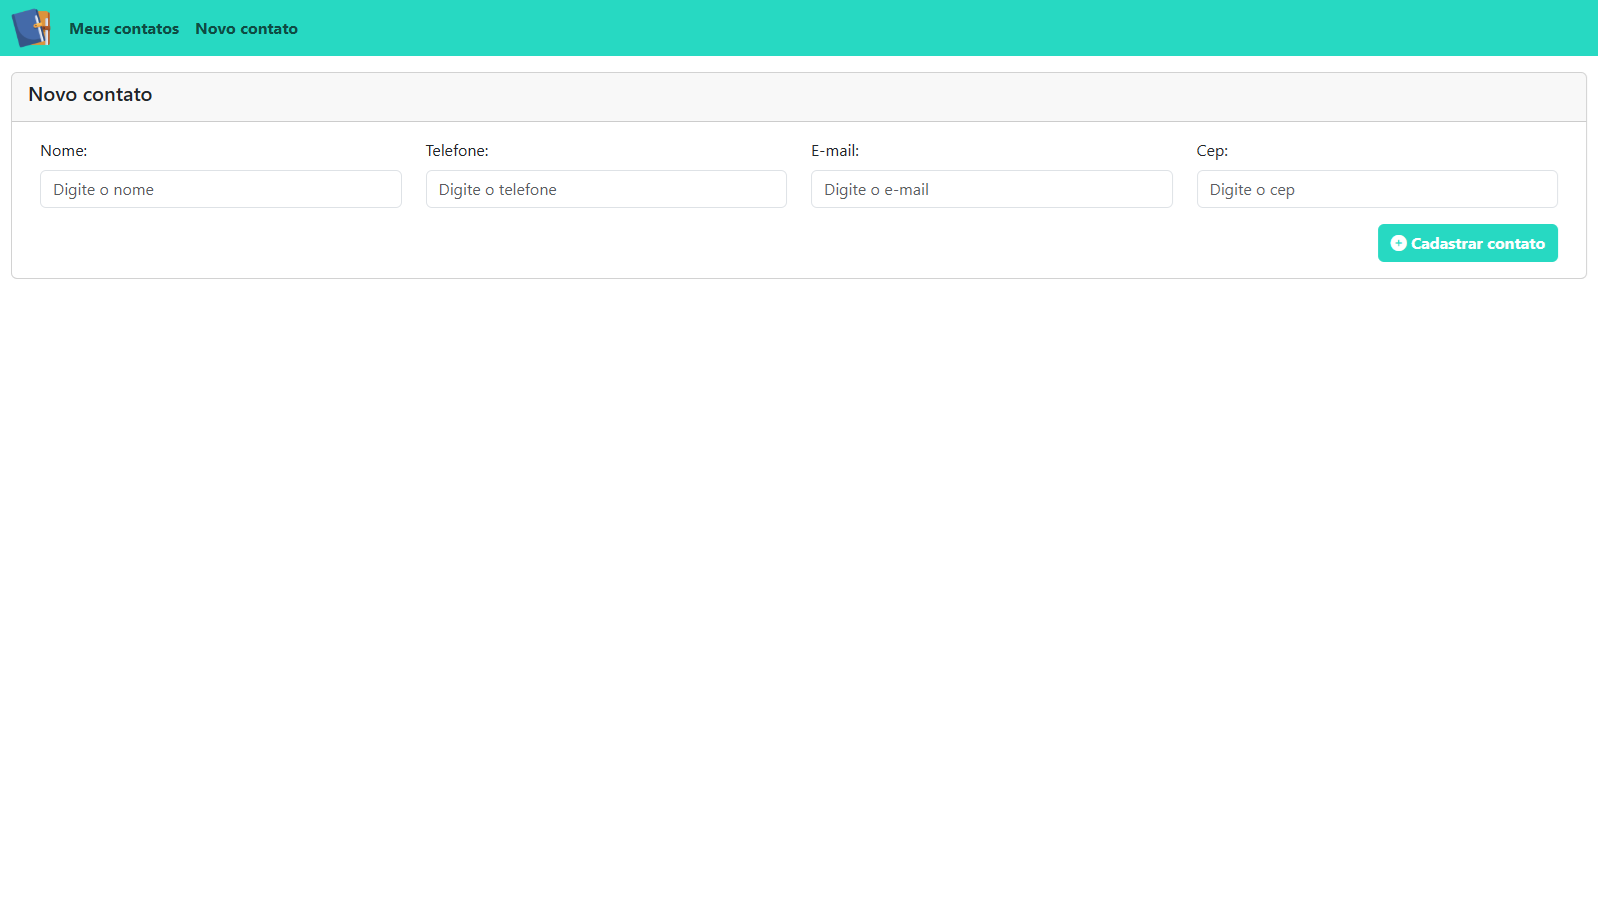 Meus contatos Novo contato
Novo contato
Nome: Telefone: E-mail: Cep:
Digite o nome Digite o telefone Digite o e-mail Digite o cep
Cadastrar contato